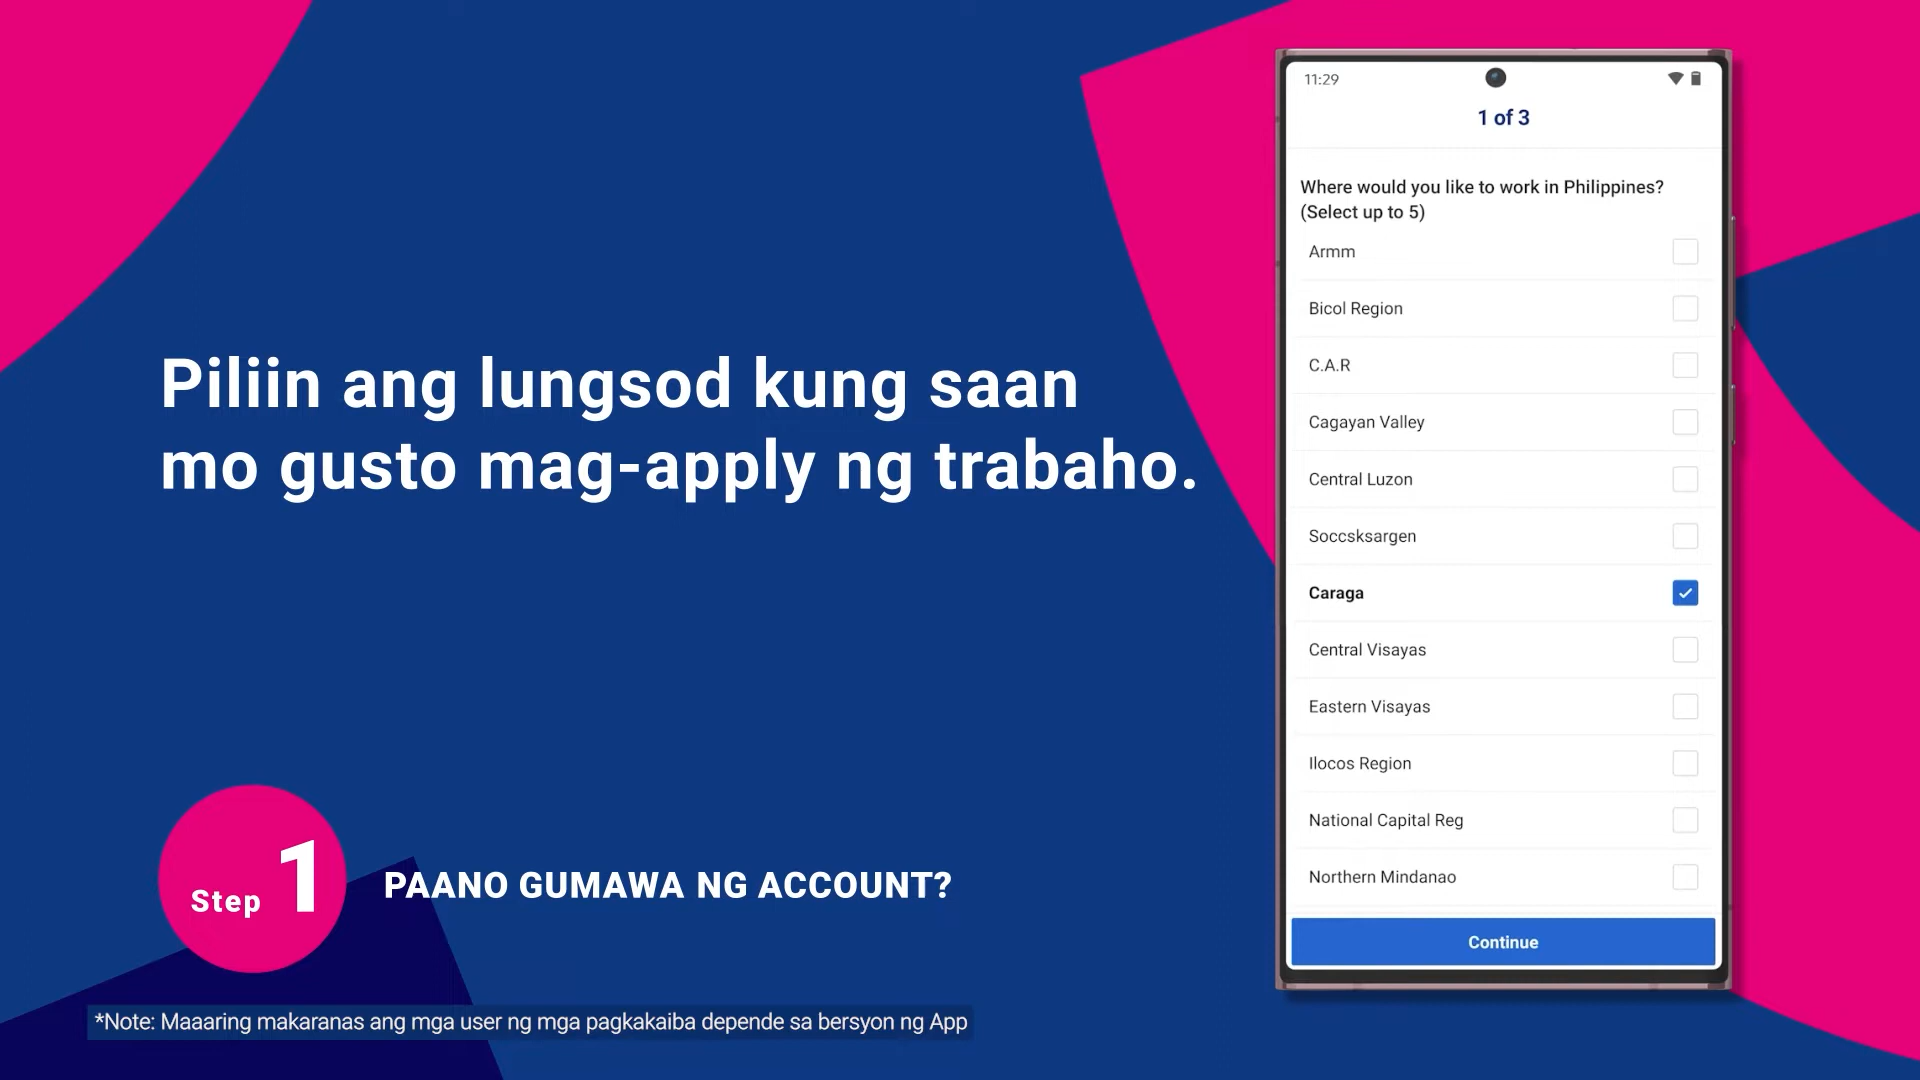 Piliin ang lungsod kung saan
mo gusto mag-apply ng trabaho.
Step 1
PAANO GUMAWA NG ACCOUNT?
*Note: Maaaring makaranas ang mga user ng mga pagkakaiba depende sa bersyon ng App
11:29
1 of 3
Where would you like to work in Philippines?
(Select up to 5)
Armm
Bicol Region
C.A.R
Cagayan Valley
Central Luzon
Soccsksargen
Caraga
Central Visayas
Eastern Visayas
Ilocos Region
National Capital Reg
Northern Mindanao
Continue